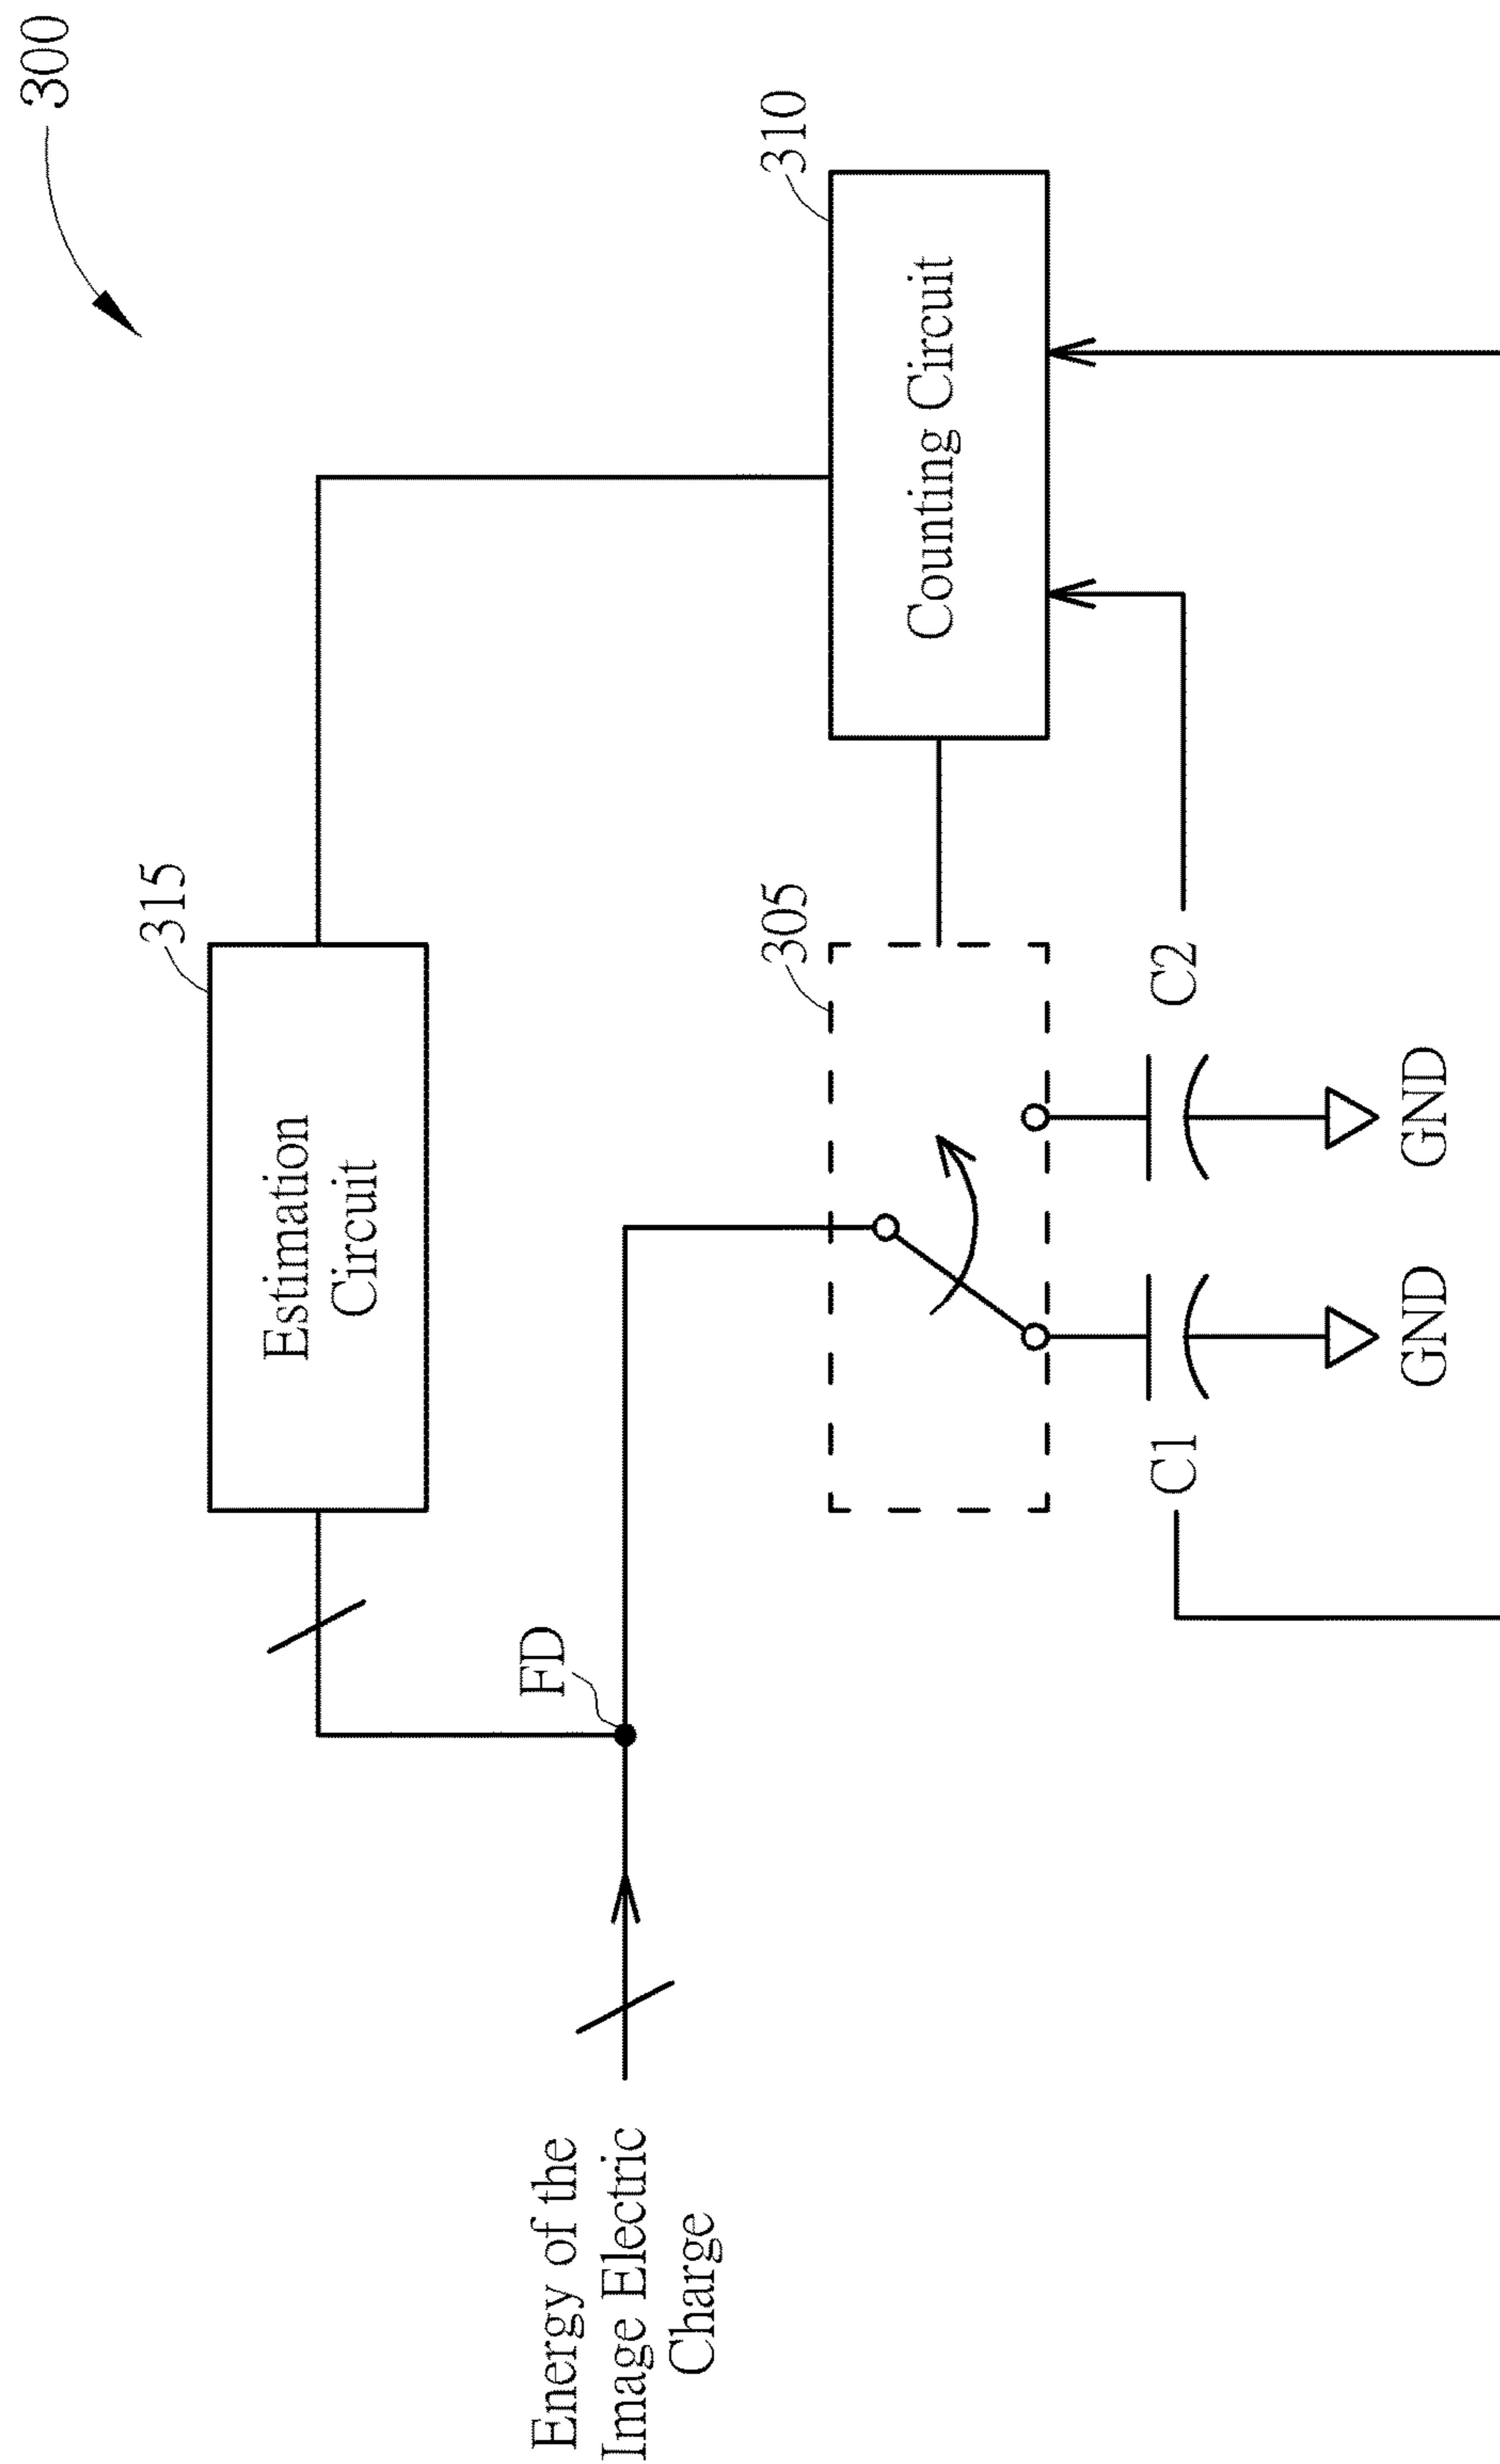 300
315
Estimation
Circuit
FD
Energy of the
Image Electric
Charge
305
310
Counting Circuit
C1
C2
GND
GND